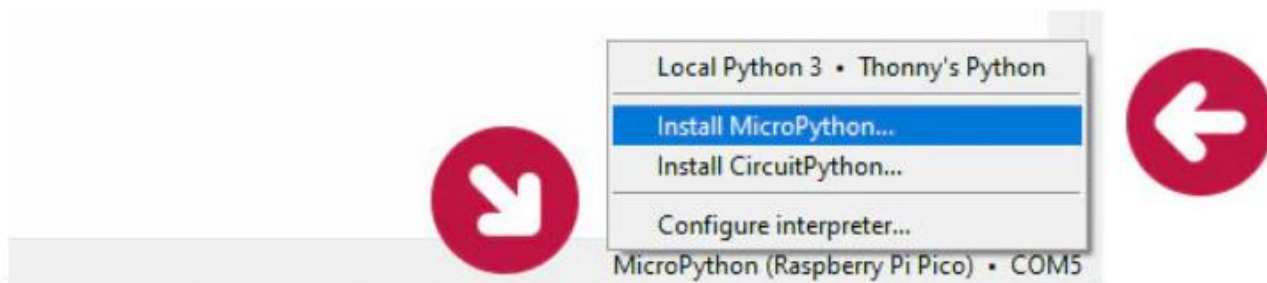 Local Python 3 • Thonny's Python
Install MicroPython...
Install CircuitPython...
Configure interpreter...
MicroPython (Raspberry Pi Pico) • COM5